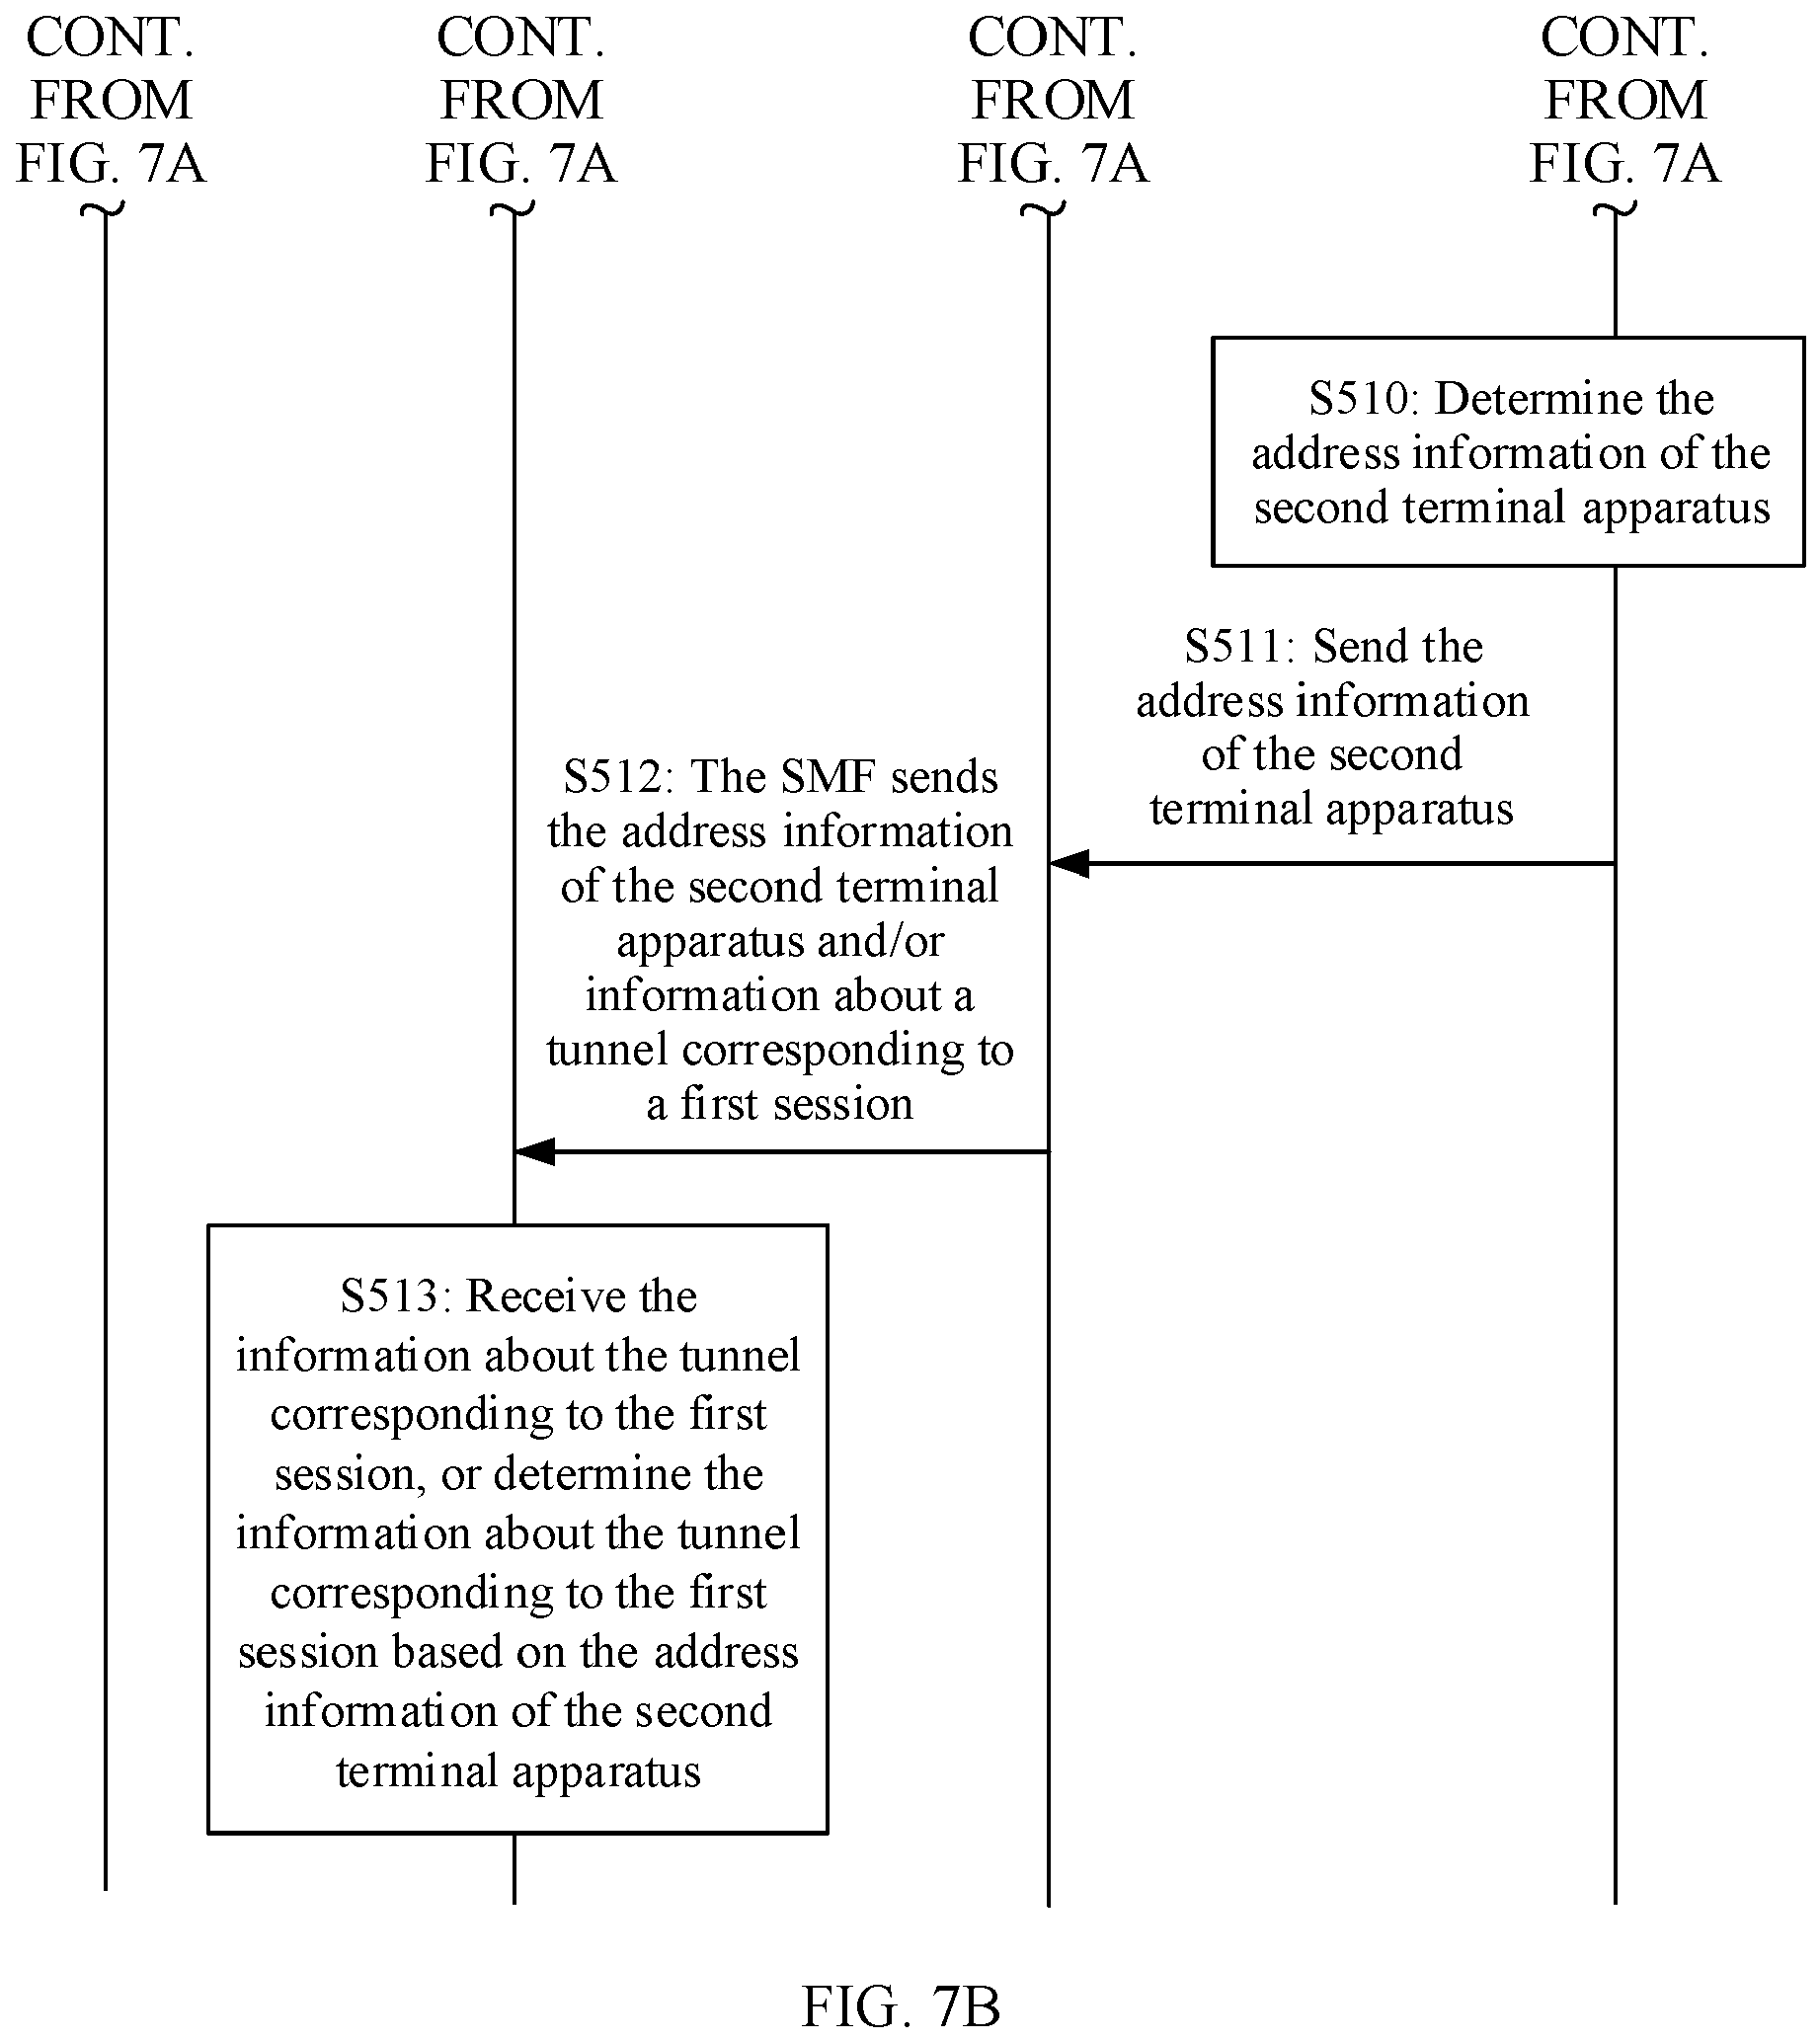 CONT.
FROM
FIG. 7A
CONT.
FROM
FIG. 7A
CONT.
FROM
FIG. 7A
CONT.
FROM
FIG. 7A
S510: Determine the
address information of the
second terminal apparatus
S511: Send the
address information
of the second
terminal apparatus
S512: The SMF sends
the address information
of the second terminal
apparatus and/or
information about a
tunnel corresponding to
a first session
S513: Receive the
information about the tunnel
corresponding to the first
session, or determine the
information about the tunnel
corresponding to the first
session based on the address
information of the second
terminal apparatus
FIG. 7B